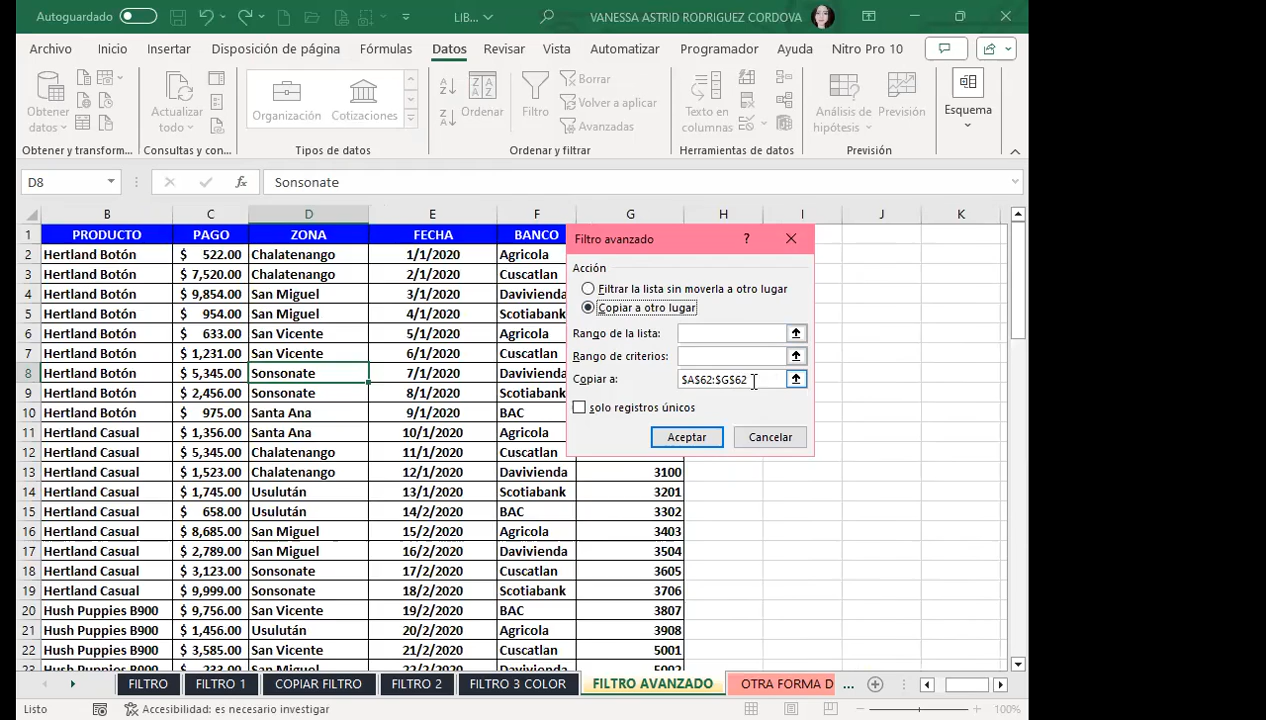 Autoguardado LIB... VANESSA ASTRID RODRIGUEZ CORDOVA
Archivo Inicio Insertar Disposición de página Fórmulas Datos Revisar Vista Automatizar Programador Ayuda Nitro Pro 10
Obtener datos
Actualizar todo
Organización Cotizaciones
Ordenar
Filtro
Borrar
Volver a aplicar
Avanzadas
Texto en columnas
Análisis de hipótesis
Previsión
Esquema
Obtener y transform... Consultas y con... Tipos de datos Ordenar y filtrar Herramientas de datos Previsión
D8 fx Sonsonate
B C D E F G H I J K
1 PRODUCTO PAGO ZONA FECHA BANCO
2 Hertland Botón $ 522.00 Chalatenango 1/1/2020 Agricola
3 Hertland Botón $ 7,520.00 Chalatenango 2/1/2020 Cuscatlan
4 Hertland Botón $ 9,854.00 San Miguel 3/1/2020 Davivienda
5 Hertland Botón $ 954.00 San Miguel 4/1/2020 Scotiabank
6 Hertland Botón $ 633.00 San Vicente 5/1/2020 Agricola
7 Hertland Botón $ 1,231.00 San Vicente 6/1/2020 Cuscatlan
8 Hertland Botón $ 5,345.00 Sonsonate 7/1/2020 Davivienda
9 Hertland Botón $ 2,456.00 Sonsonate 8/1/2020 Scotiabank
10 Hertland Botón $ 975.00 Santa Ana 9/1/2020 BAC
11 Hertland Casual $ 1,356.00 Santa Ana 10/1/2020 Agricola
12 Hertland Casual $ 5,345.00 Chalatenango 11/1/2020 Cuscatlan
13 Hertland Casual $ 1,523.00 Chalatenango 12/1/2020 Davivienda 3100
14 Hertland Casual $ 1,745.00 Usulután 13/1/2020 Scotiabank 3201
15 Hertland Casual $ 658.00 Usulután 14/2/2020 BAC 3302
16 Hertland Casual $ 8,685.00 San Miguel 15/2/2020 Agricola 3403
17 Hertland Casual $ 2,789.00 San Miguel 16/2/2020 Davivienda 3504
18 Hertland Casual $ 3,123.00 Sonsonate 17/2/2020 Cuscatlan 3605
19 Hertland Casual $ 9,999.00 Sonsonate 18/2/2020 Scotiabank 3706
20 Hush Puppies B900 $ 9,756.00 San Vicente 19/2/2020 BAC 3807
21 Hush Puppies B900 $ 1,456.00 Usulután 20/2/2020 Agricola 3908
22 Hush Puppies B900 $ 3,585.00 San Vicente 21/2/2020 Cuscatlan 5001
23 Hush Puppies B900 $ 233.00 San Miguel 22/2/2020 Davivienda 5002
Filtro avanzado ?
Acción
Filtrar la lista sin moverla a otro lugar
Copiar a otro lugar
Rango de la lista:
Rango de criterios:
Copiar a: $A$62:$G$62
Solo registros únicos
Aceptar Cancelar
FILTRO FILTRO 1 COPIAR FILTRO FILTRO 2 FILTRO 3 COLOR FILTRO AVANZADO OTRA FORMA D ...
Listo Accesibilidad: es necesario investigar 100%